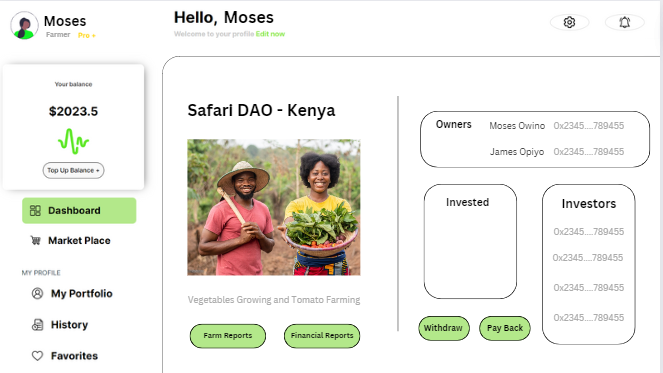 Moses
Farmer Pro +
Hello, Moses
Welcome to your profile Edit now
Your balance
$2023.5
Top Up Balance +
Dashboard
Market Place
MY PROFILE
My Portfolio
History
Favorites
Safari DAO - Kenya
Vegetables Growing and Tomato Farming
Farm Reports
Financial Reports
Owners
Moses Owino 0x2345....789455
James Opiyo 0x2345....789455
Invested
Withdraw
Pay Back
Investors
0x2345....789455
0x2345....789455
0x2345....789455
0x2345....789455